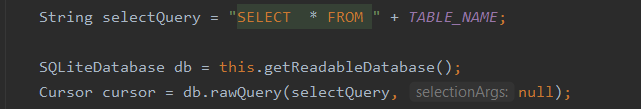 String selectQuery = "SELECT  * FROM " + TABLE_NAME;
SQLiteDatabase db = this.getReadableDatabase();
Cursor cursor = db.rawQuery(selectQuery, selectionArgs: null);